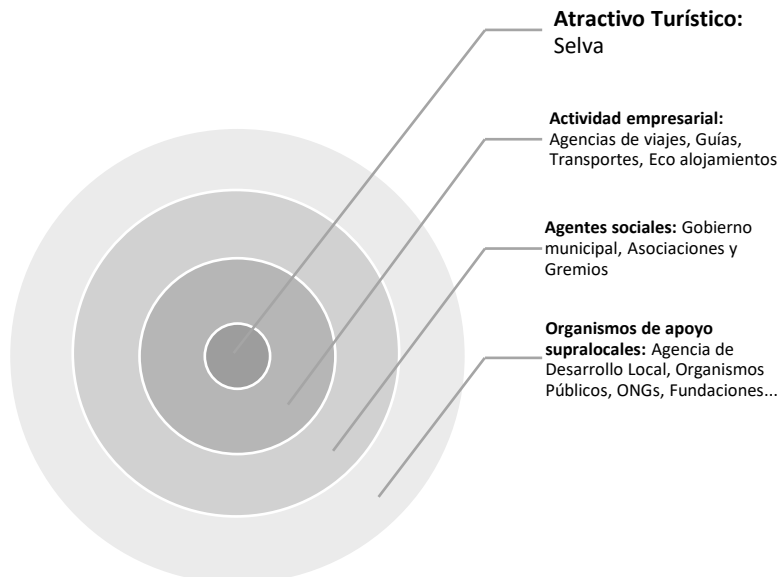 Atractivo Turístico:
Selva
Actividad empresarial:
Agencias de viajes, Guías,
Transportes, Eco alojamientos
Agentes sociales: Gobierno
municipal, Asociaciones y
Gremios
Organismos de apoyo
supralocales: Agencia de
Desarrollo Local, Organismos
Públicos, ONGs, Fundaciones...